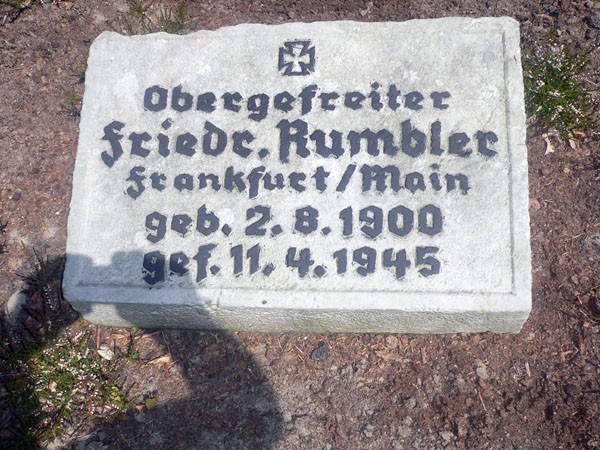 Obergefreiter
Friedr. Rumbler
Frankfurt/Main
geb. 2. 8. 1900
gef. 11. 4. 1945